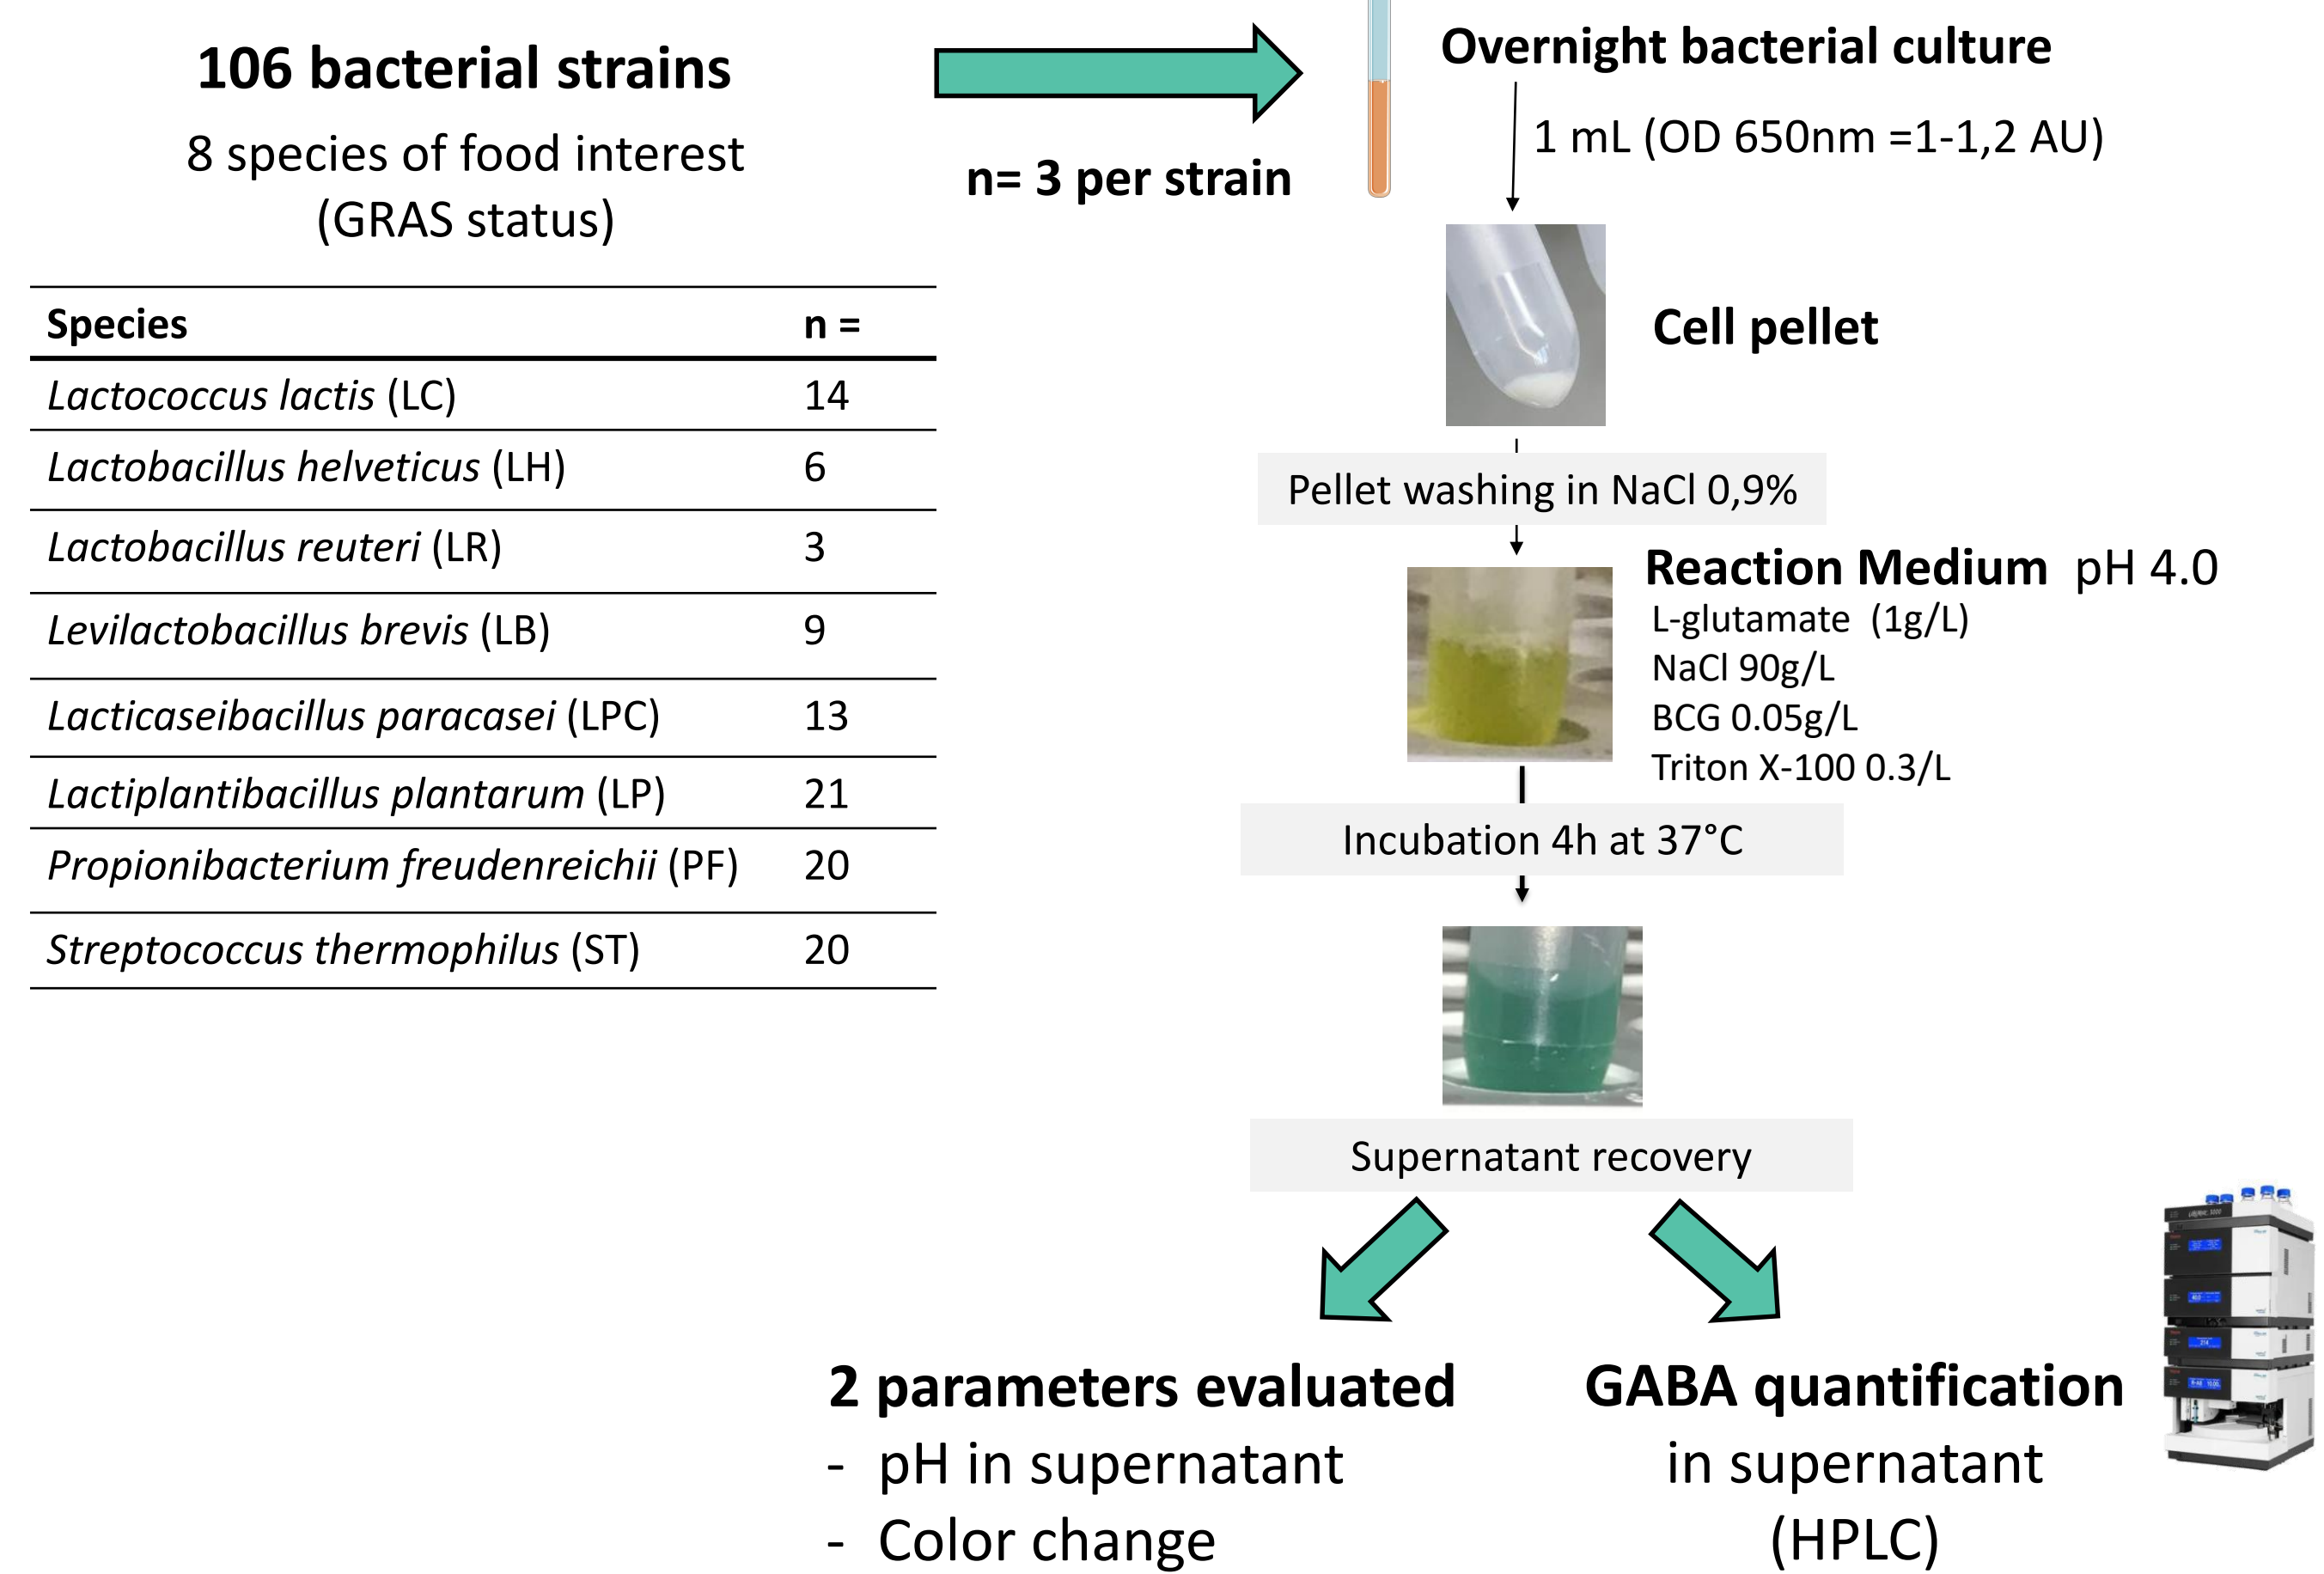 106 bacterial strains
8 species of food interest
(GRAS status)
Species n =
Lactococcus lactis (LC) 14
Lactobacillus helveticus (LH) 6
Lactobacillus reuteri (LR) 3
Levilactobacillus brevis (LB) 9
Lacticaseibacillus paracasei (LPC) 13
Lactiplantibacillus plantarum (LP) 21
Propionibacterium freudenreichii (PF) 20
Streptococcus thermophilus (ST) 20
n= 3 per strain
Overnight bacterial culture
1 mL (OD 650nm =1-1,2 AU)
Cell pellet
Pellet washing in NaCl 0,9%
Reaction Medium pH 4.0
L-glutamate (1g/L)
NaCl 90g/L
BCG 0.05g/L
Triton X-100 0.3/L
Incubation 4h at 37°C
Supernatant recovery
2 parameters evaluated
- pH in supernatant
- Color change
GABA quantification
in supernatant
(HPLC)